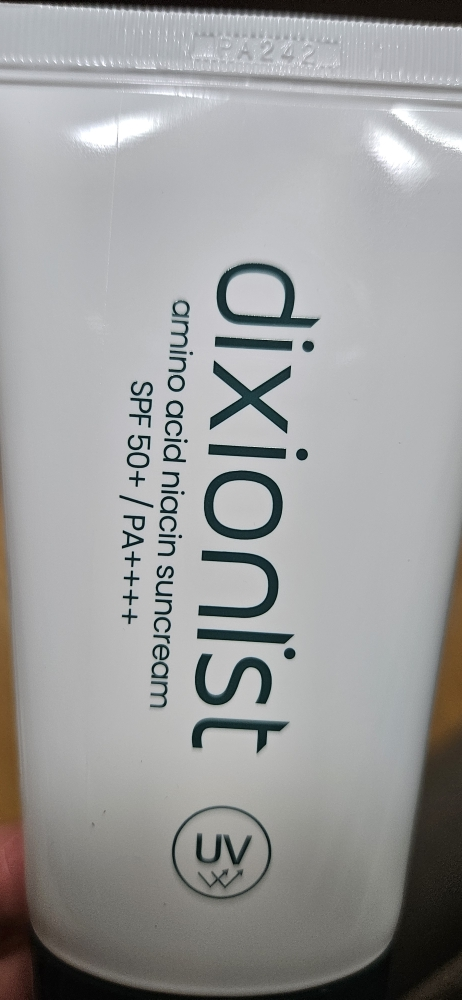 PA242
dixionist
amino acid niacin suncream
SPF 50+ / PA++++
UV